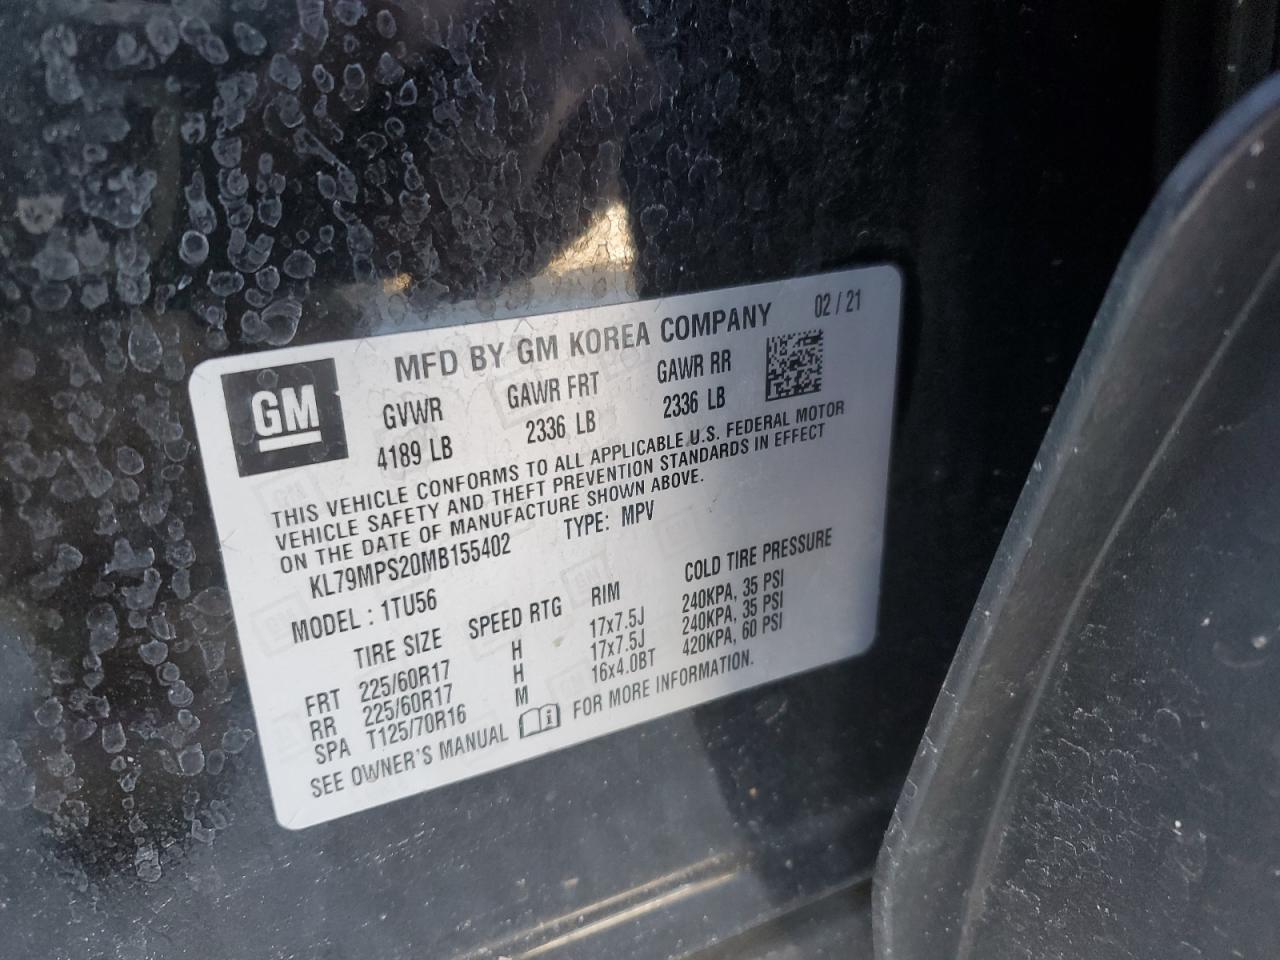 MFD BY GM KOREA COMPANY 02 / 21
GM
GVWR GAWR FRT GAWR RR
4189 LB 2336 LB 2336 LB
THIS VEHICLE CONFORMS TO ALL APPLICABLE U.S. FEDERAL MOTOR
VEHICLE SAFETY AND THEFT PREVENTION STANDARDS IN EFFECT
ON THE DATE OF MANUFACTURE SHOWN ABOVE.
KL79MPS20MB155402 TYPE: MPV
MODEL : 1TU56
TIRE SIZE SPEED RTG RIM COLD TIRE PRESSURE
FRT 225/60R17 H 17x7.5J 240KPA, 35 PSI
RR 225/60R17 H 17x7.5J 240KPA, 35 PSI
SPA T125/70R16 M 16x4.0BT 420KPA, 60 PSI
SEE OWNER'S MANUAL i FOR MORE INFORMATION.